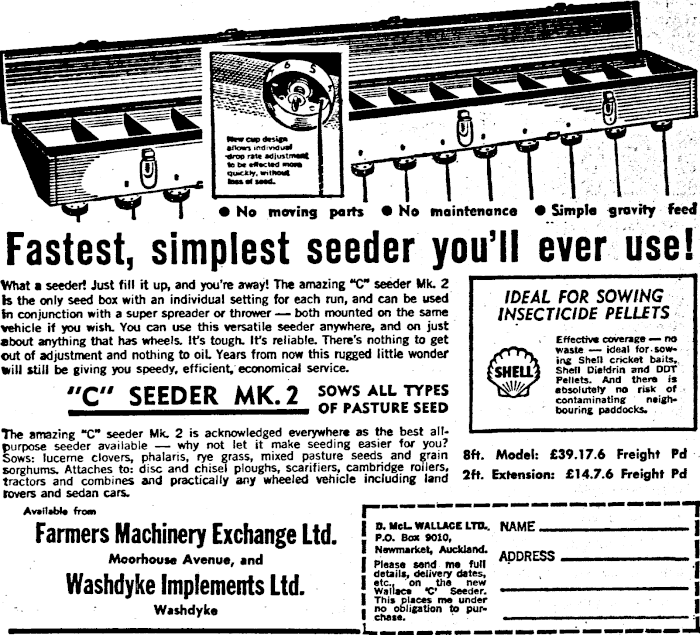 6 5
7
New cup design
allows individual
drop rate adjustment
to be effected more
quickly, without
loss of seed.
● No moving parts ● No maintenance ● Simple gravity feed
Fastest, simplest seeder you'll ever use!
What a seeder! Just fill it up, and you're away! The amazing "C" seeder Mk. 2
is the only seed box with an individual setting for each run, and can be used
in conjunction with a super spreader or thrower — both mounted on the same
vehicle if you wish. You can use this versatile seeder anywhere, and on just
about anything that has wheels. It's tough. It's reliable. There's nothing to get
out of adjustment and nothing to oil. Years from now this rugged little wonder
will still be giving you speedy, efficient, economical service.
"C" SEEDER MK. 2
SOWS ALL TYPES
OF PASTURE SEED
The amazing "C" seeder Mk. 2 is acknowledged everywhere as the best all-
purpose seeder available — why not let it make seeding easier for you?
Sows: lucerne clovers, phalaris, rye grass, mixed pasture seeds and grain
sorghums. Attaches to: disc and chisel ploughs, scarifiers, cambridge rollers,
tractors and combines and practically any wheeled vehicle including land
rovers and sedan cars.
IDEAL FOR SOWING
INSECTICIDE PELLETS
SHELL
Effective coverage — no
waste — ideal for sow-
ing Shell cricket baits,
Shell Dieldrin and DDT
Pellets. And there is
absolutely no risk of
contaminating neigh-
bouring paddocks.
8ft. Model: £39.17.6 Freight Pd
2ft. Extension: £14.7.6 Freight Pd
Available from
Farmers Machinery Exchange Ltd.
Moorhouse Avenue, and
Washdyke Implements Ltd.
Washdyke
D. McL. WALLACE LTD.,
P.O. Box 9010,
Newmarket, Auckland.
Please send me full
details, delivery dates,
etc., on the new
Wallace 'C' Seeder.
This places me under
no obligation to pur-
chase.
NAME
ADDRESS